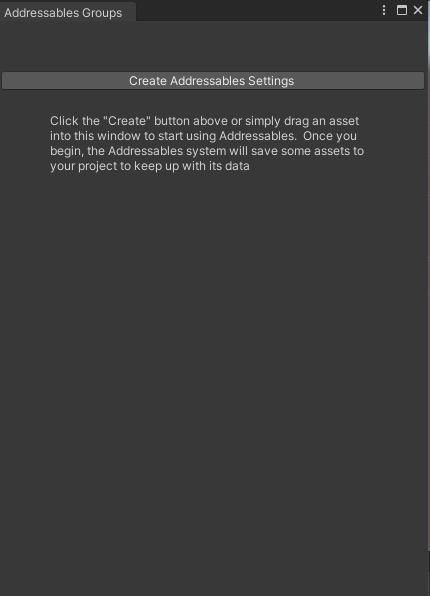 Addressables Groups
Create Addressables Settings
Click the "Create" button above or simply drag an asset
into this window to start using Addressables.  Once you
begin, the Addressables system will save some assets to
your project to keep up with its data